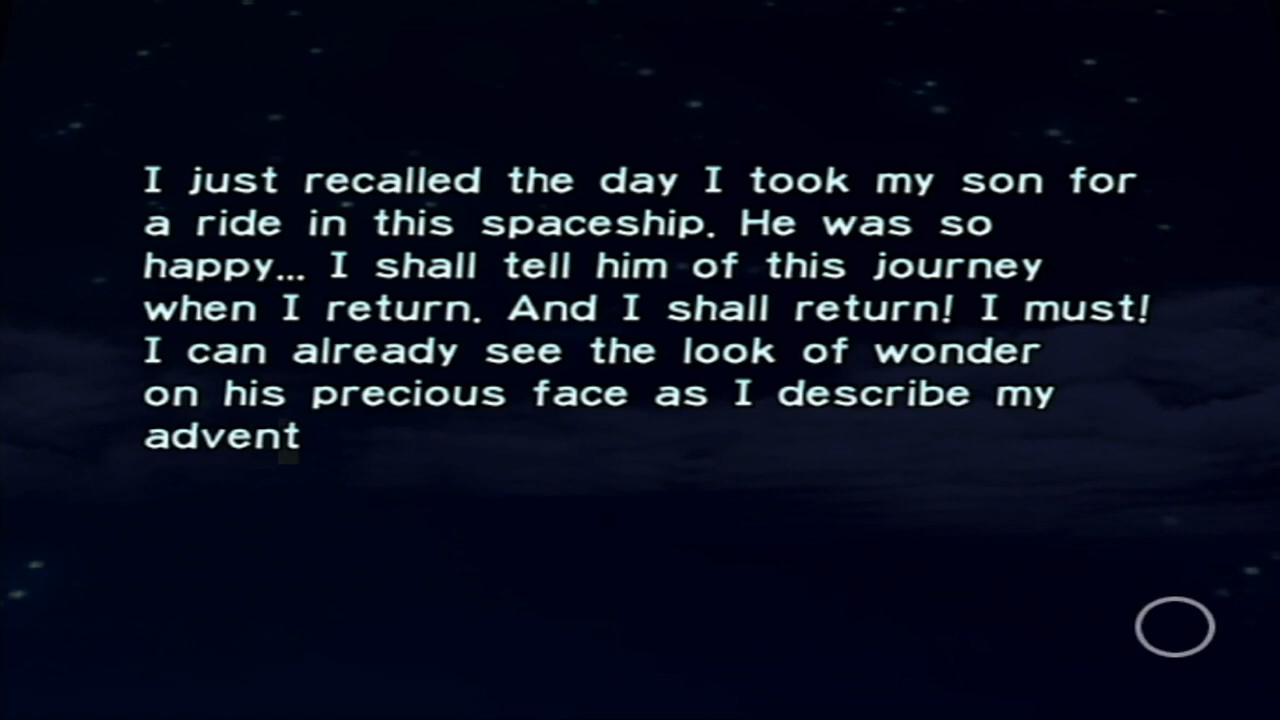 I just recalled the day I took my son for
a ride in this spaceship. He was so
happy... I shall tell him of this journey
when I return. And I shall return! I must!
I can already see the look of wonder
on his precious face as I describe my
advent